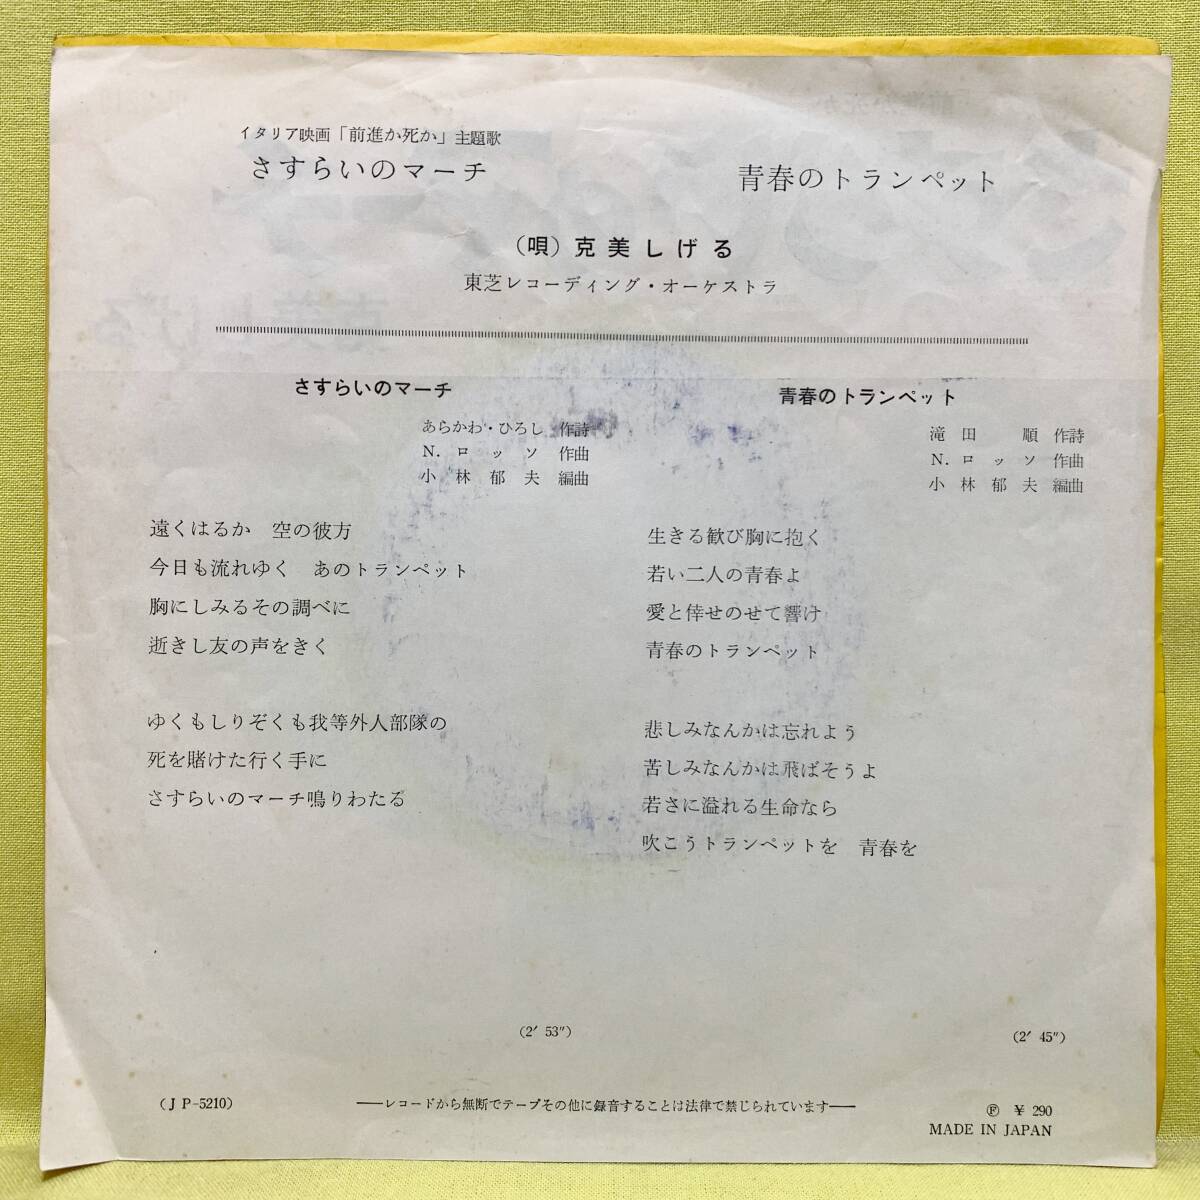 イタリア映画「前進か死か」主題歌
さすらいのマーチ
青春のトランペット
（唄）克美しげる
東芝レコーディング・オーケストラ
さすらいのマーチ
あらかわ・ひろし 作詩
N. ロッソ 作曲
小林郁夫 編曲
遠くはるか　空の彼方
今日も流れゆく　あのトランペット
胸にしみるその調べに
逝きし友の声をきく
ゆくもしりぞくも我等外人部隊の
死を賭けた行く手に
さすらいのマーチ鳴りわたる
(2′ 53″)
青春のトランペット
滝田　順 作詩
N. ロッソ 作曲
小林郁夫 編曲
生きる歓び胸に抱く
若い二人の青春よ
愛と倖せのせて響け
青春のトランペット
悲しみなんかは忘れよう
苦しみなんかは飛ばそうよ
若さに溢れる生命なら
吹こうトランペットを　青春を
(2′ 45″)
(JP-5210)
──レコードから無断でテープその他に録音することは法律で禁じられています──
Ⓕ ¥ 290
MADE IN JAPAN